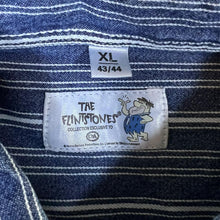 XL
43/44
THE
FLINTSTONES
COLLECTION EXCLUSIVE TO
C&A